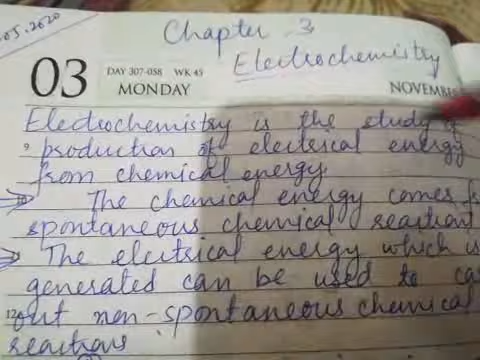 05.2020
Chapter 3
Electrochemistry
03
DAY 307-058 WK 45
MONDAY
NOVEMBER
Electrochemistry is the study of
9 production of electrical energy
from chemical energy
⇒ The chemical energy comes
spontaneous chemical reaction
⇒ The electrical energy which is
generated can be used to
12 out non-spontaneous chemical
reactions